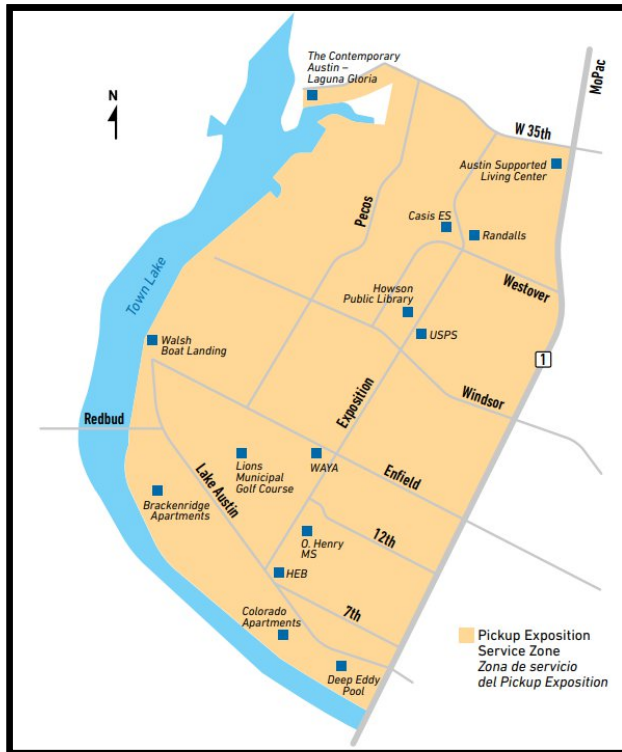 The Contemporary
Austin –
Laguna Gloria
N
MoPac
W 35th
Austin Supported
Living Center
Pecos
Casis ES
Randalls
Howson
Public Library
Westover
Town Lake
USPS
Walsh
Boat Landing
1
Windsor
Exposition
Redbud
Lake Austin
Lions
Municipal
Golf Course
WAYA
Enfield
Brackenridge
Apartments
O. Henry
MS
12th
HEB
Colorado
Apartments
7th
Deep Eddy
Pool
Pickup Exposition
Service Zone
Zona de servicio
del Pickup Exposition